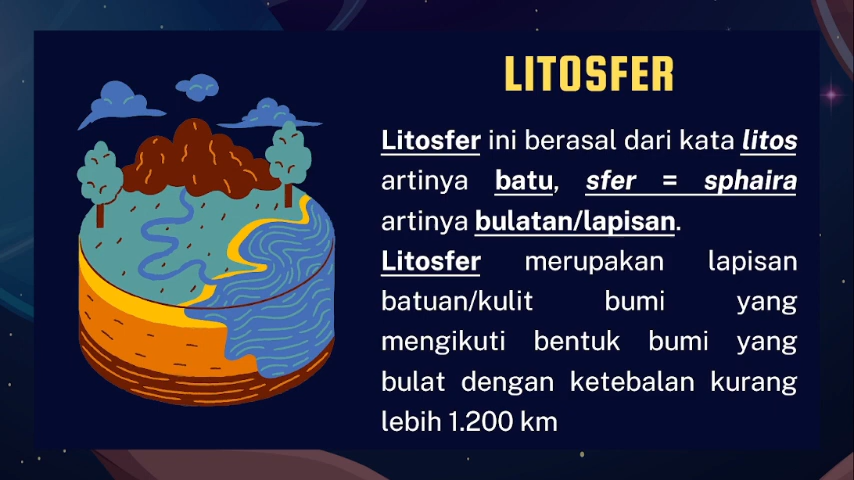 LITOSFER
Litosfer ini berasal dari kata litos
artinya batu, sfer = sphaira
artinya bulatan/lapisan.
Litosfer merupakan lapisan
batuan/kulit bumi yang
mengikuti bentuk bumi yang
bulat dengan ketebalan kurang
lebih 1.200 km